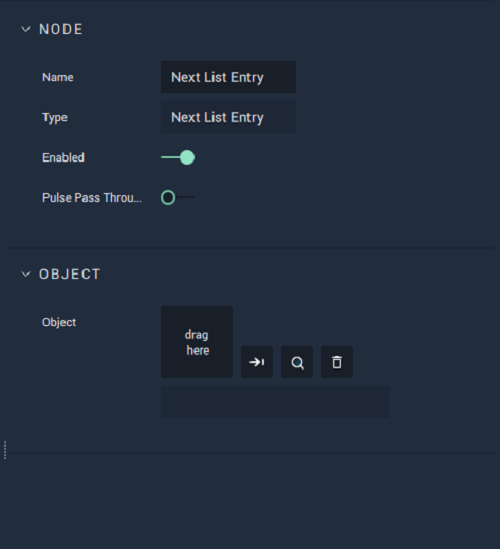 NODE
Name
Next List Entry
Type
Next List Entry
Enabled
Pulse Pass Throu...
OBJECT
Object
drag
here